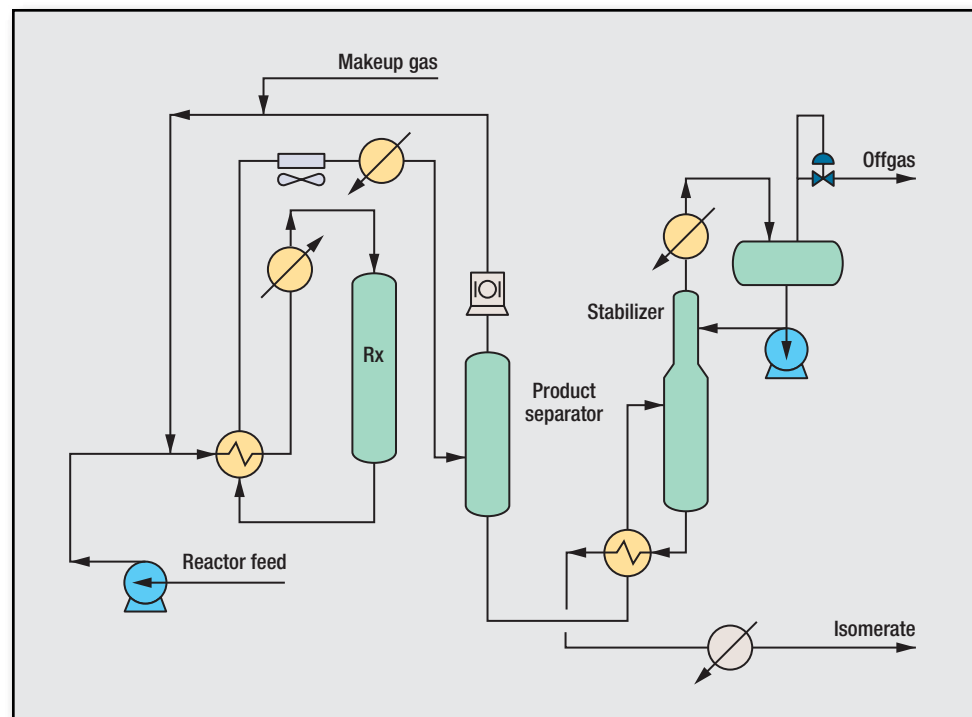 Makeup gas
Offgas
Stabilizer
Rx
Product
separator
Reactor feed
Isomerate